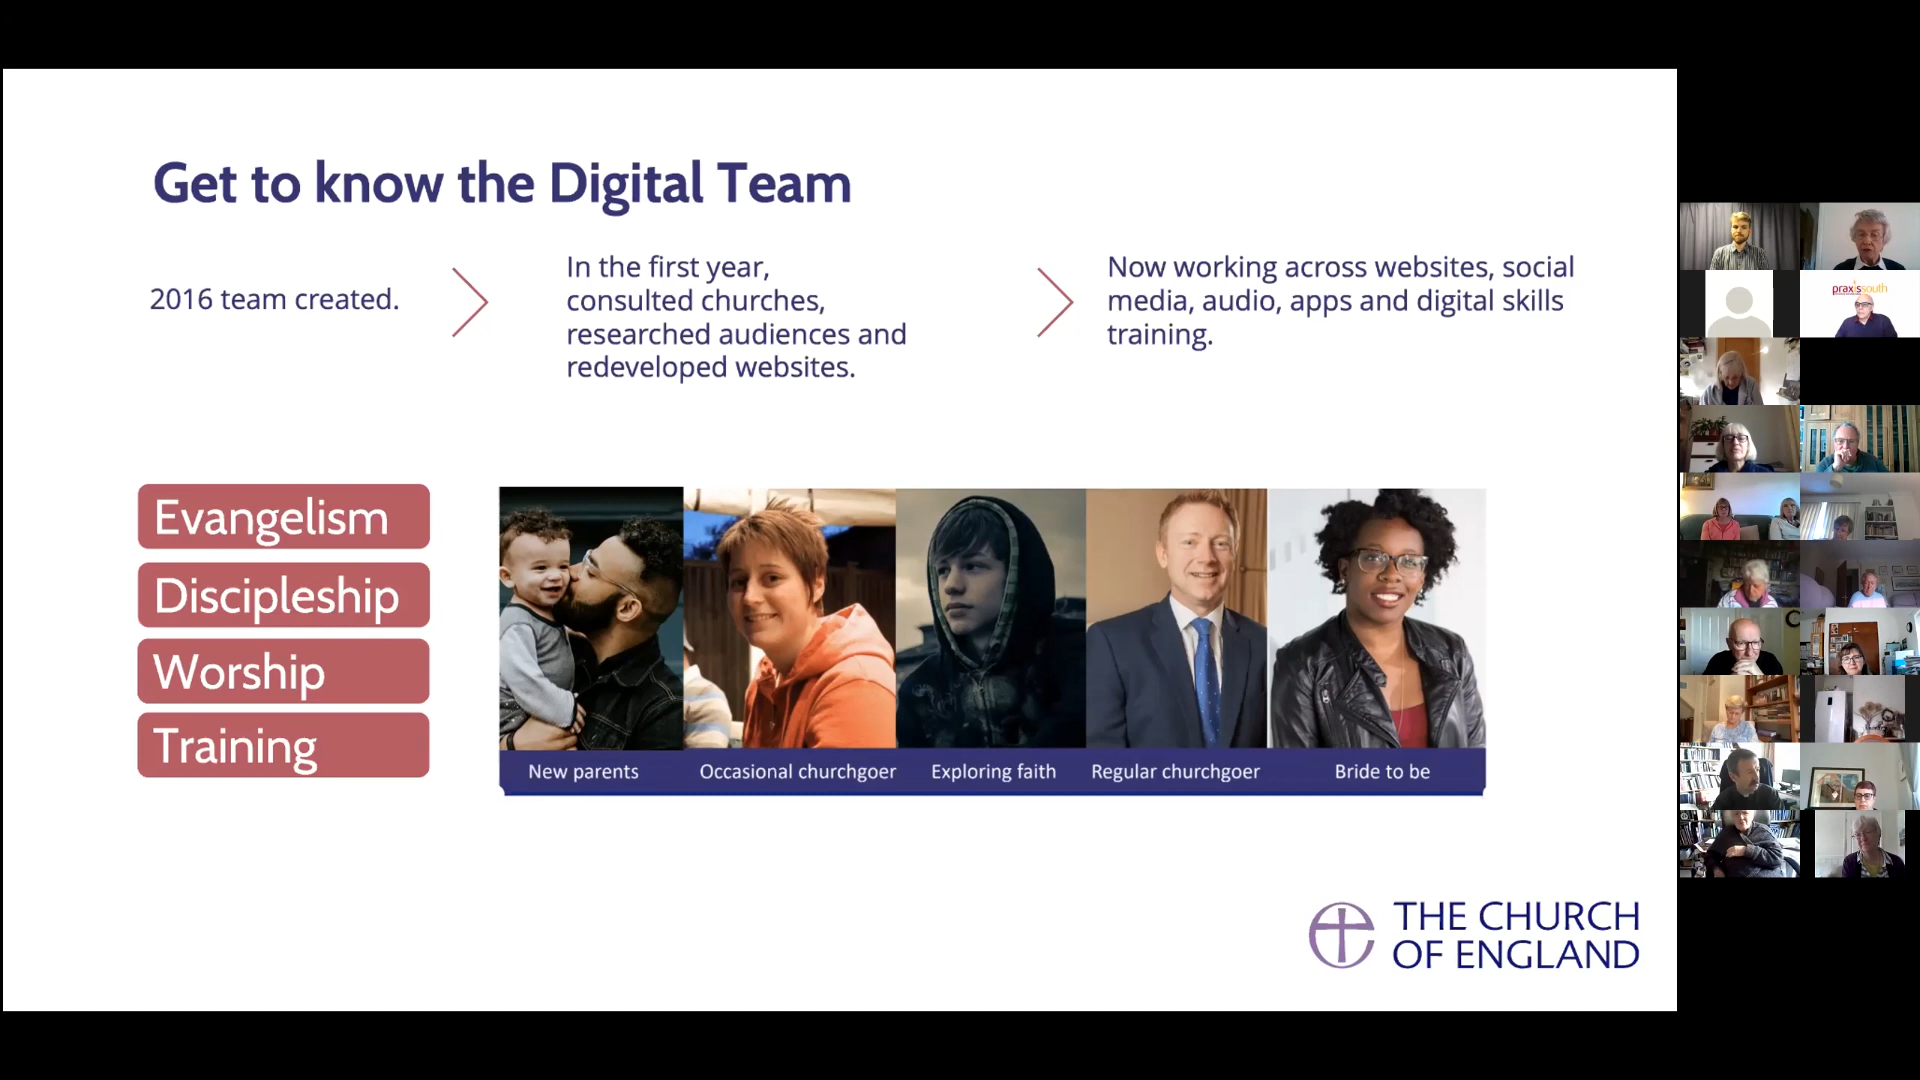 Get to know the Digital Team
2016 team created.
In the first year,
consulted churches,
researched audiences and
redeveloped websites.
Now working across websites, social
media, audio, apps and digital skills
training.
Evangelism
Discipleship
Worship
Training
New parents
Occasional churchgoer
Exploring faith
Regular churchgoer
Bride to be
THE CHURCH
OF ENGLAND
praxissouth